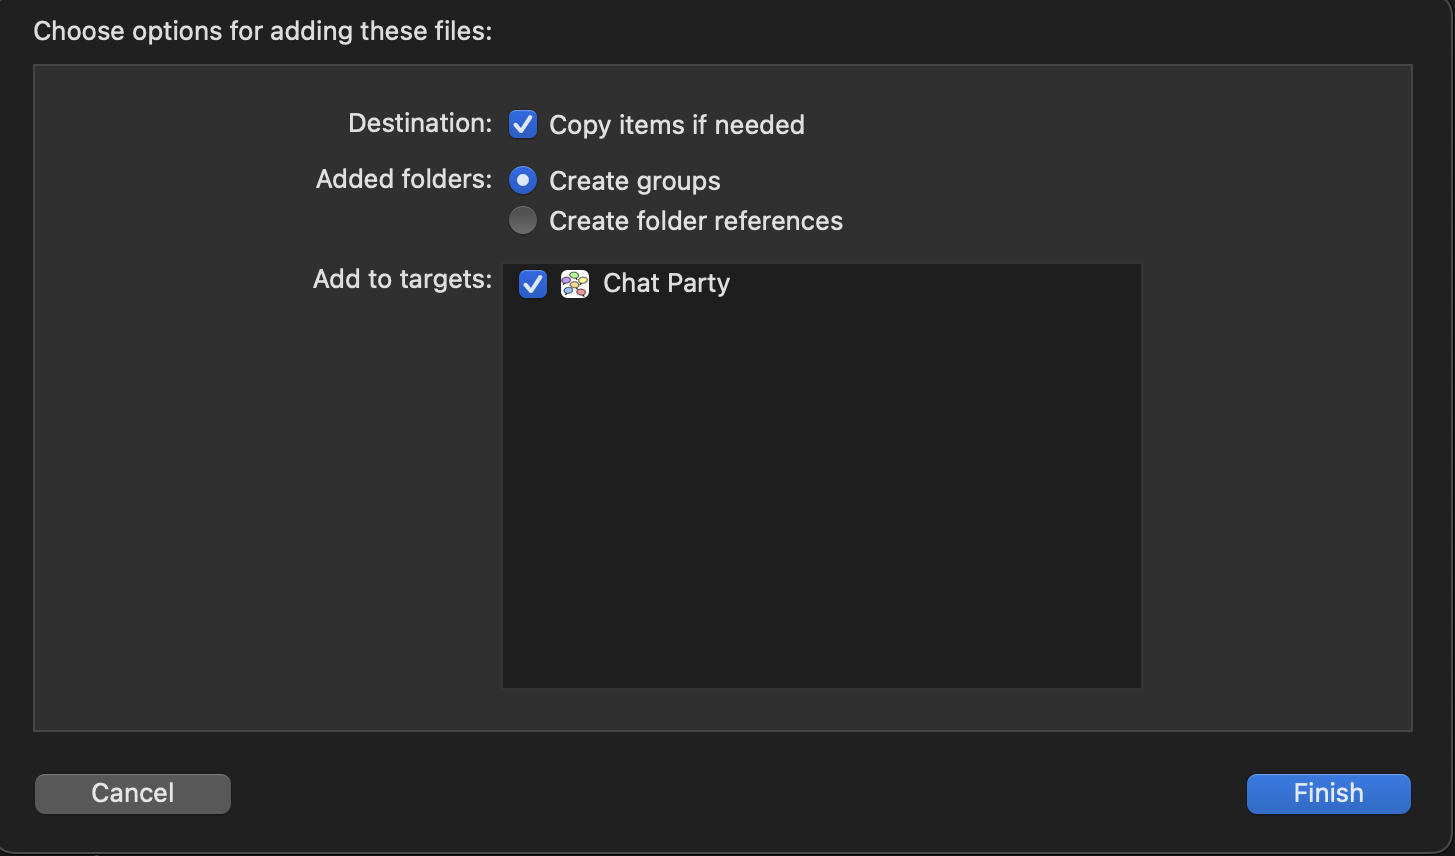 Choose options for adding these files:
Destination: Copy items if needed
Added folders: Create groups
Create folder references
Add to targets: Chat Party
Cancel Finish